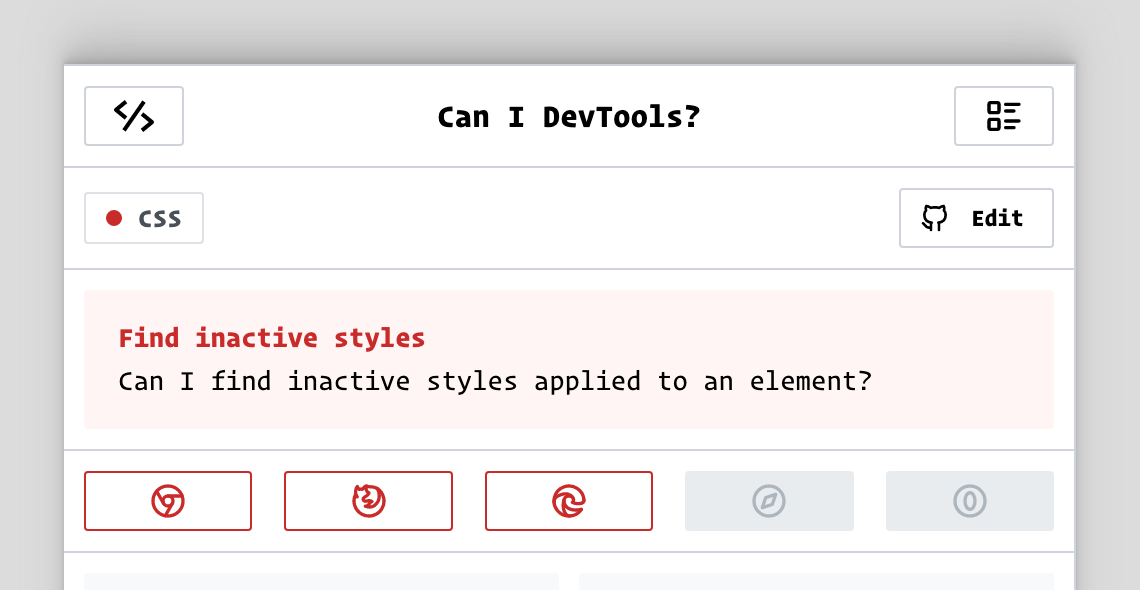 Can I DevTools?
CSS
Edit
Find inactive styles
Can I find inactive styles applied to an element?